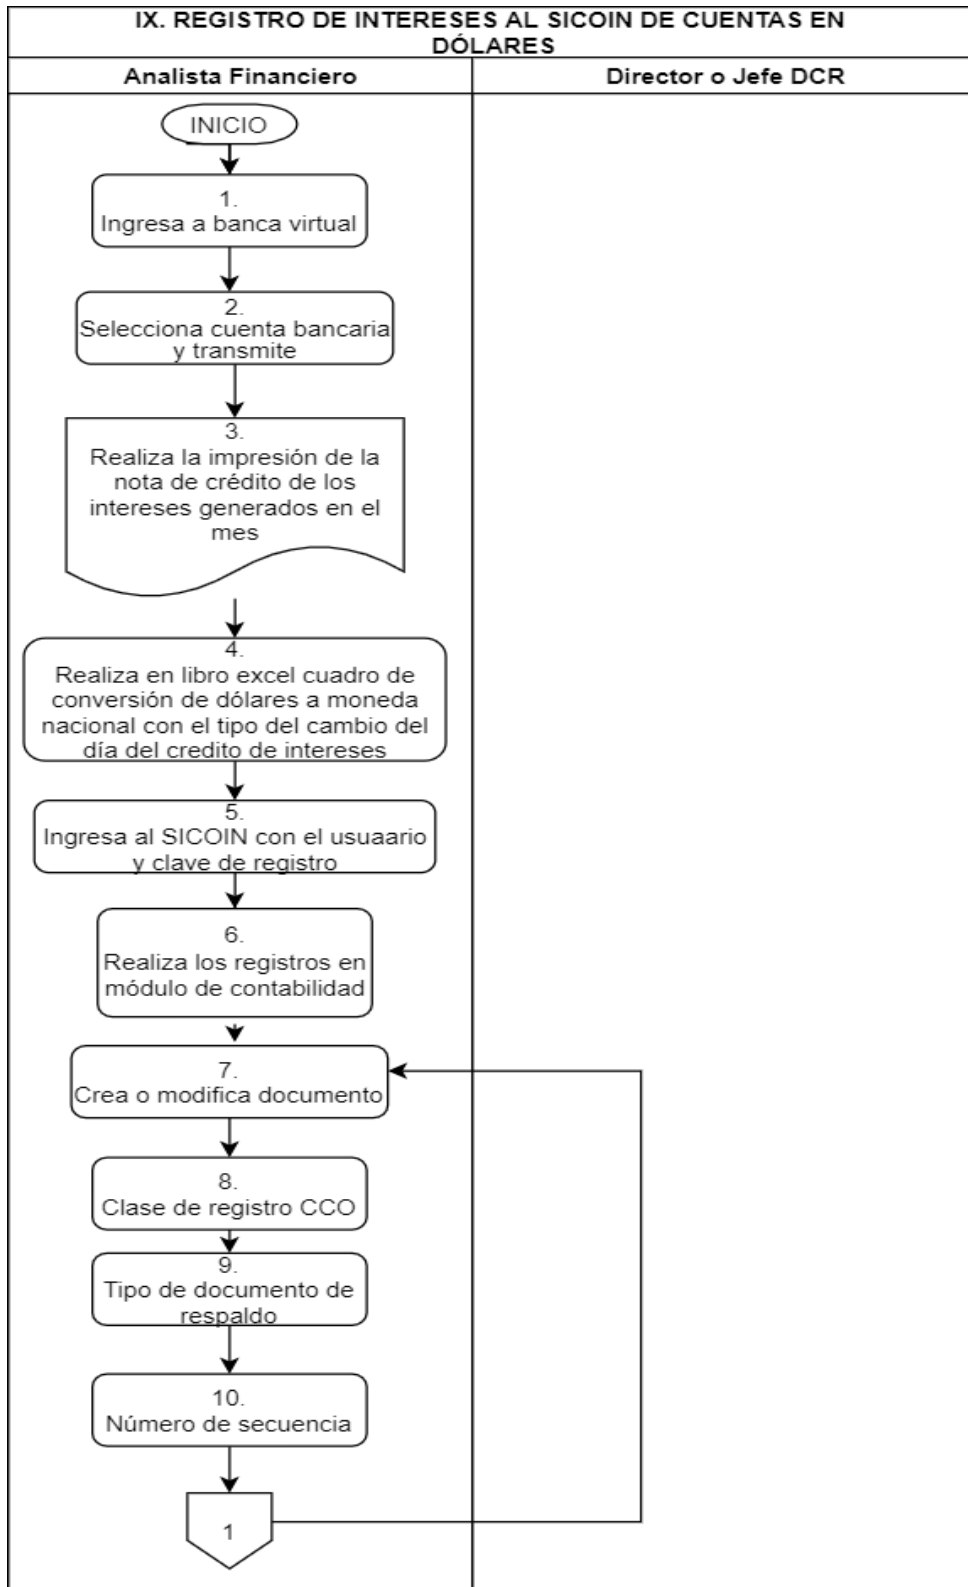 IX. REGISTRO DE INTERESES AL SICOIN DE CUENTAS EN
DÓLARES
Analista Financiero
Director o Jefe DCR
INICIO
1.
Ingresa a banca virtual
2.
Selecciona cuenta bancaria
y transmite
3.
Realiza la impresión de la
nota de crédito de los
intereses generados en el
mes
4.
Realiza en libro excel cuadro de
conversión de dólares a moneda
nacional con el tipo del cambio del
día del credito de intereses
5.
Ingresa al SICOIN con el usuaario
y clave de registro
6.
Realiza los registros en
módulo de contabilidad
7.
Crea o modifica documento
8.
Clase de registro CCO
9.
Tipo de documento de
respaldo
10.
Número de secuencia
1